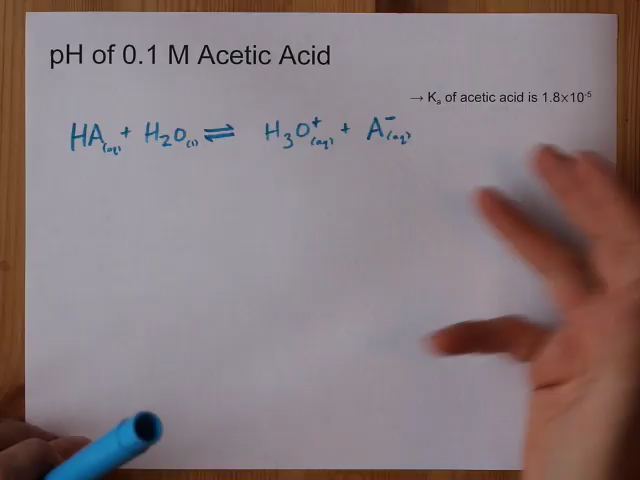 pH of 0.1 M Acetic Acid
→ Kₐ of acetic acid is 1.8×10⁻⁵
HA(aq) + H₂O(l) ⇌ H₃O⁺(aq) + A⁻(aq)